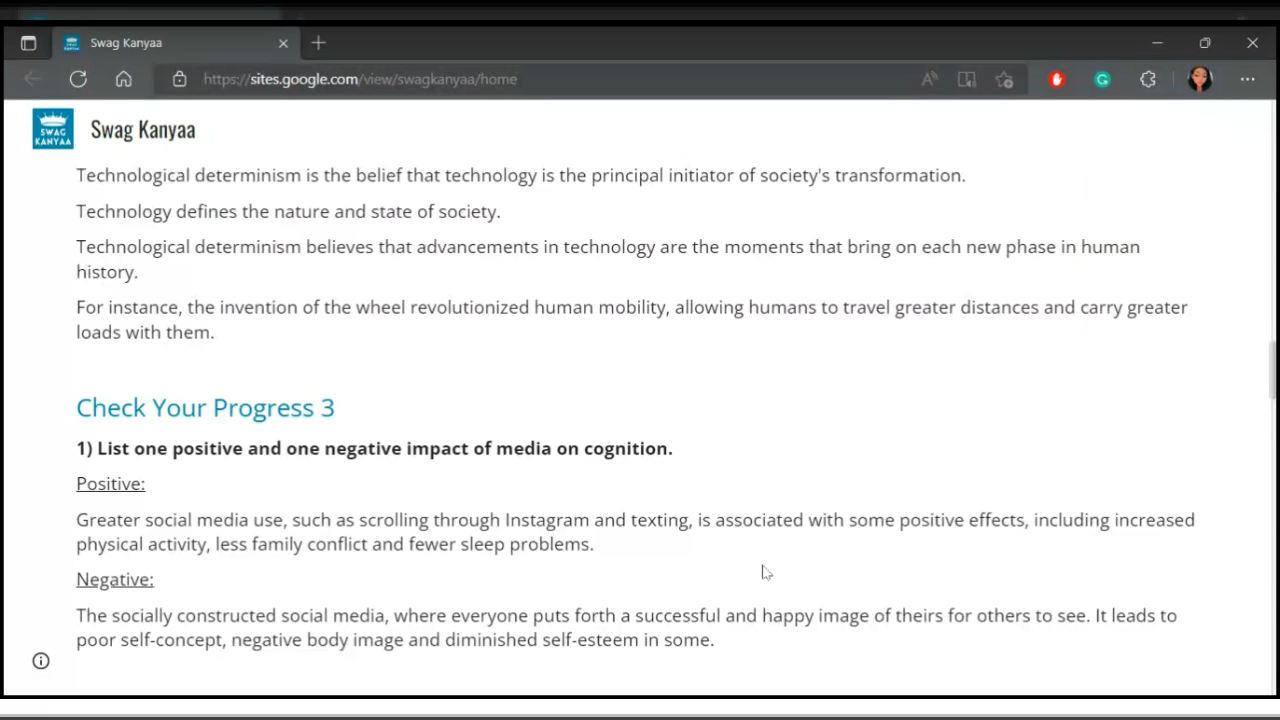 Swag Kanyaa
https://sites.google.com/view/swagkanyaa/home
SWAG
KANYAA
Swag Kanyaa
Technological determinism is the belief that technology is the principal initiator of society's transformation.
Technology defines the nature and state of society.
Technological determinism believes that advancements in technology are the moments that bring on each new phase in human
history.
For instance, the invention of the wheel revolutionized human mobility, allowing humans to travel greater distances and carry greater
loads with them.
Check Your Progress 3
1) List one positive and one negative impact of media on cognition.
Positive:
Greater social media use, such as scrolling through Instagram and texting, is associated with some positive effects, including increased
physical activity, less family conflict and fewer sleep problems.
Negative:
The socially constructed social media, where everyone puts forth a successful and happy image of theirs for others to see. It leads to
poor self-concept, negative body image and diminished self-esteem in some.